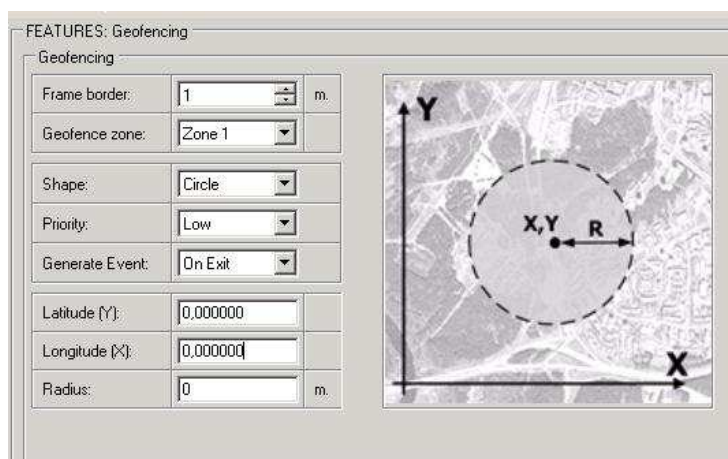 FEATURES: Geofencing
Geofencing
Frame border: 1 m.
Geofence zone: Zone 1
Shape: Circle
Priority: Low
Generate Event: On Exit
Latitude (Y): 0,000000
Longitude (X): 0,000000
Radius: 0 m.
Y
X,Y R
X